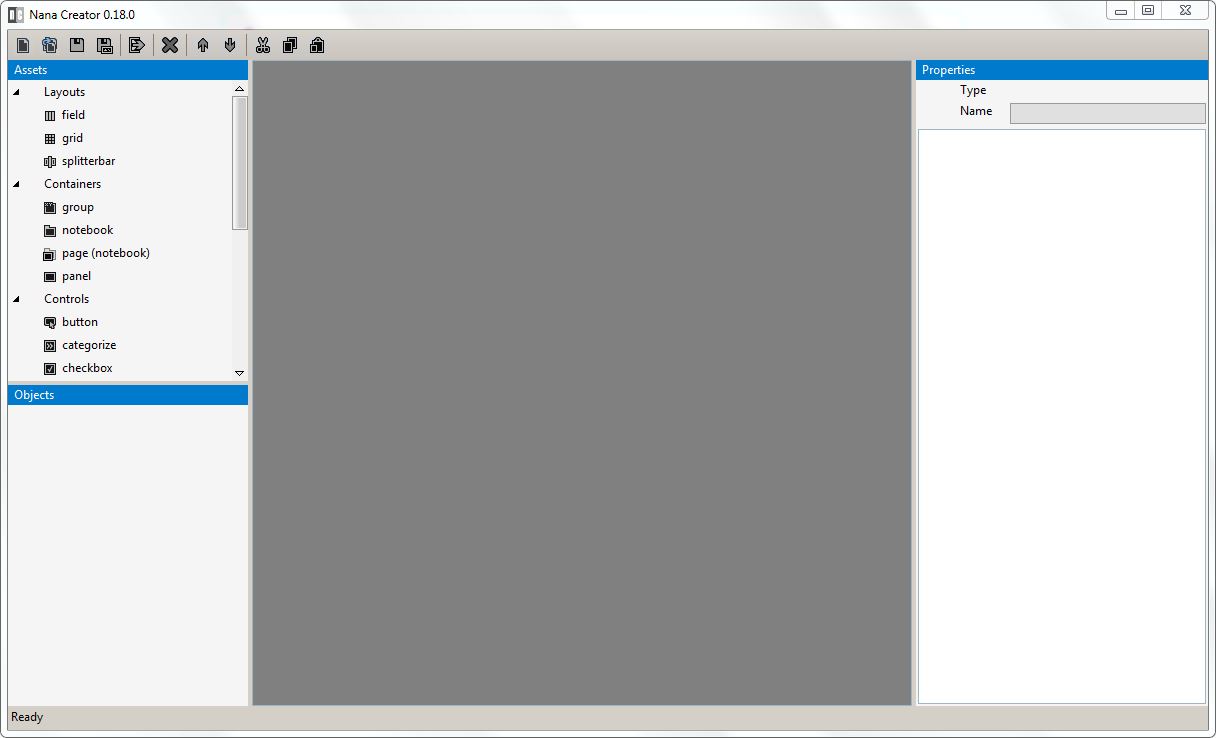 Nana Creator 0.18.0
Assets
Layouts
field
grid
splitterbar
Containers
group
notebook
page (notebook)
panel
Controls
button
categorize
checkbox
Objects
Properties
Type
Name
Ready